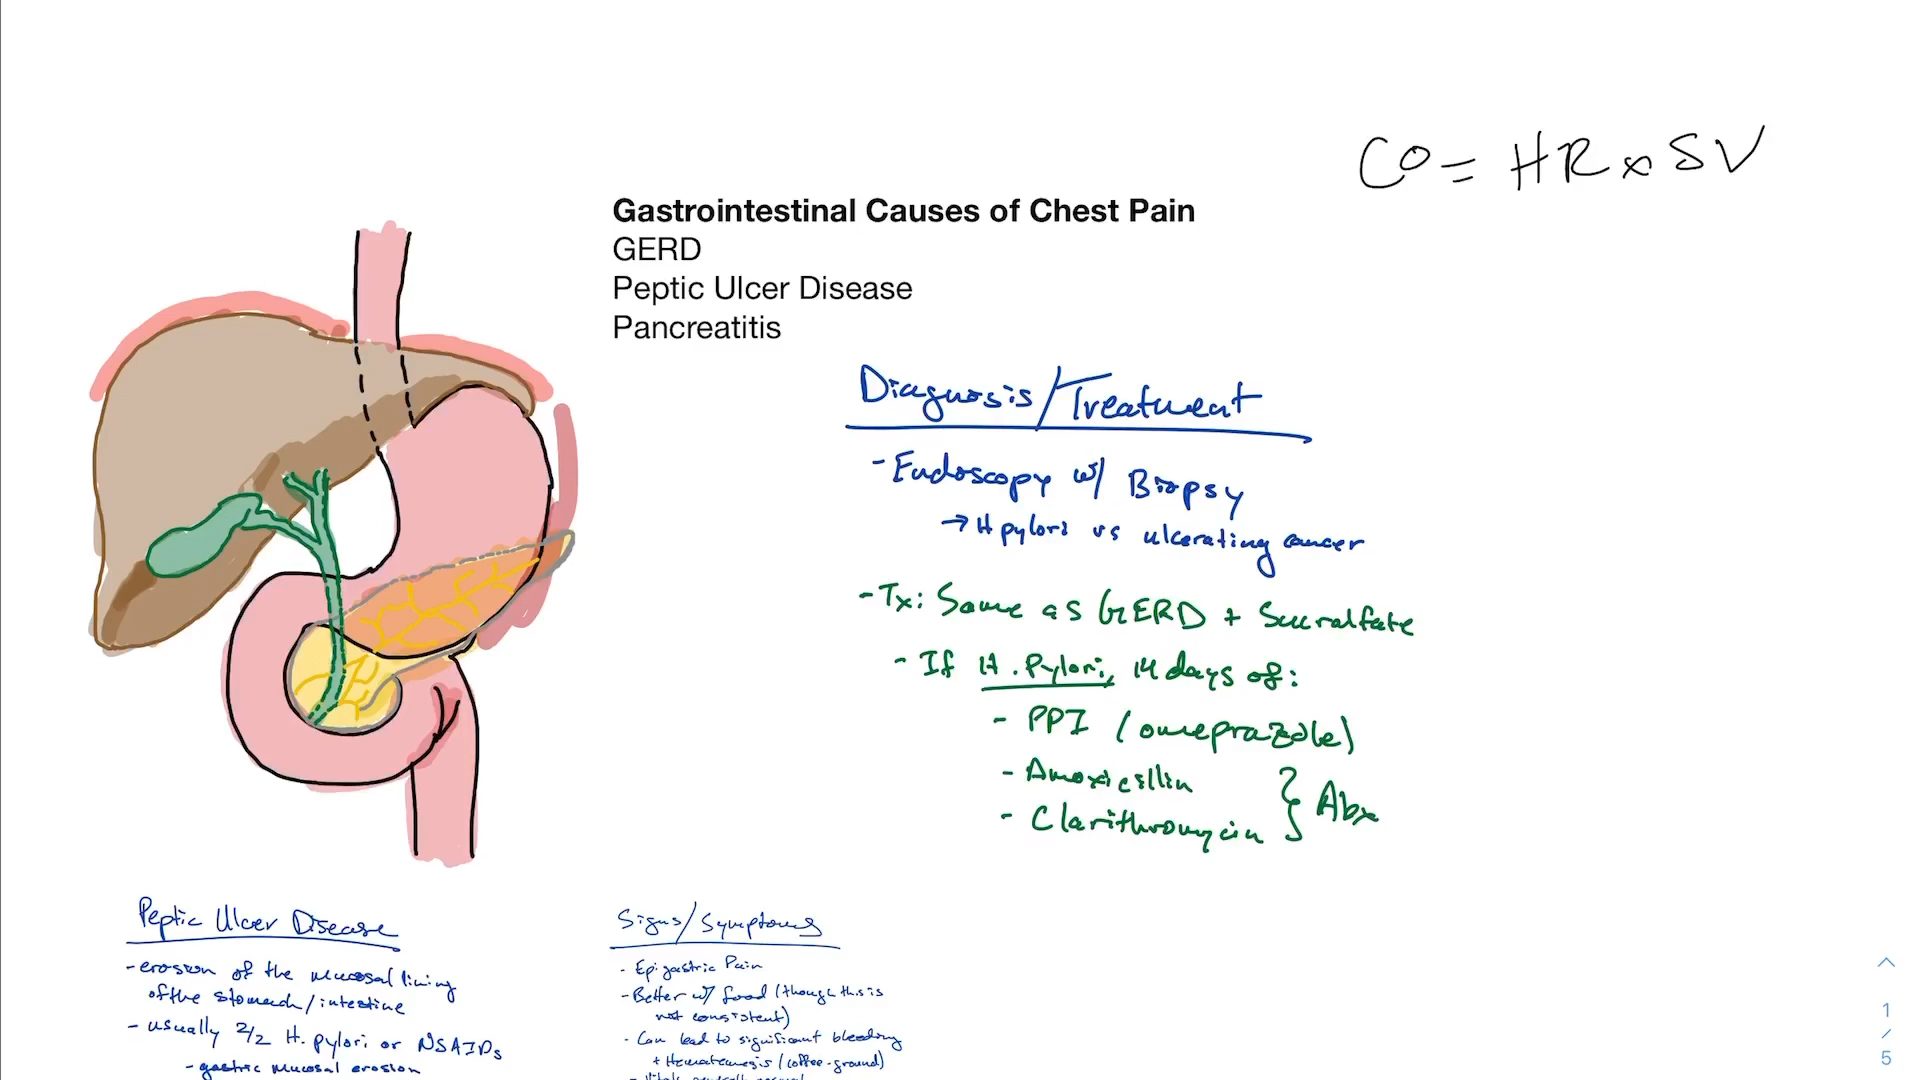 CO = HR x SV
Gastrointestinal Causes of Chest Pain
GERD
Peptic Ulcer Disease
Pancreatitis
Diagnosis/Treatment
- Endoscopy w/ Biopsy
→ H pylori vs ulcerating cancer
- Tx: Same as GERD + Sucralfate
- If H. Pylori, 14 days of:
- PPI (omeprazole)
- Amoxicillin
- Clarithromycin } Abx
Peptic Ulcer Disease
- erosion of the mucosal lining
of the stomach/intestine
- usually 2/2 H. pylori or NSAIDs
- gastric mucosal erosion
Signs/Symptoms
- Epigastric Pain
- Better w/ food (though this is
not consistent)
- Can lead to significant bleeding
+ Hematemesis (coffee-ground)
1
/
5